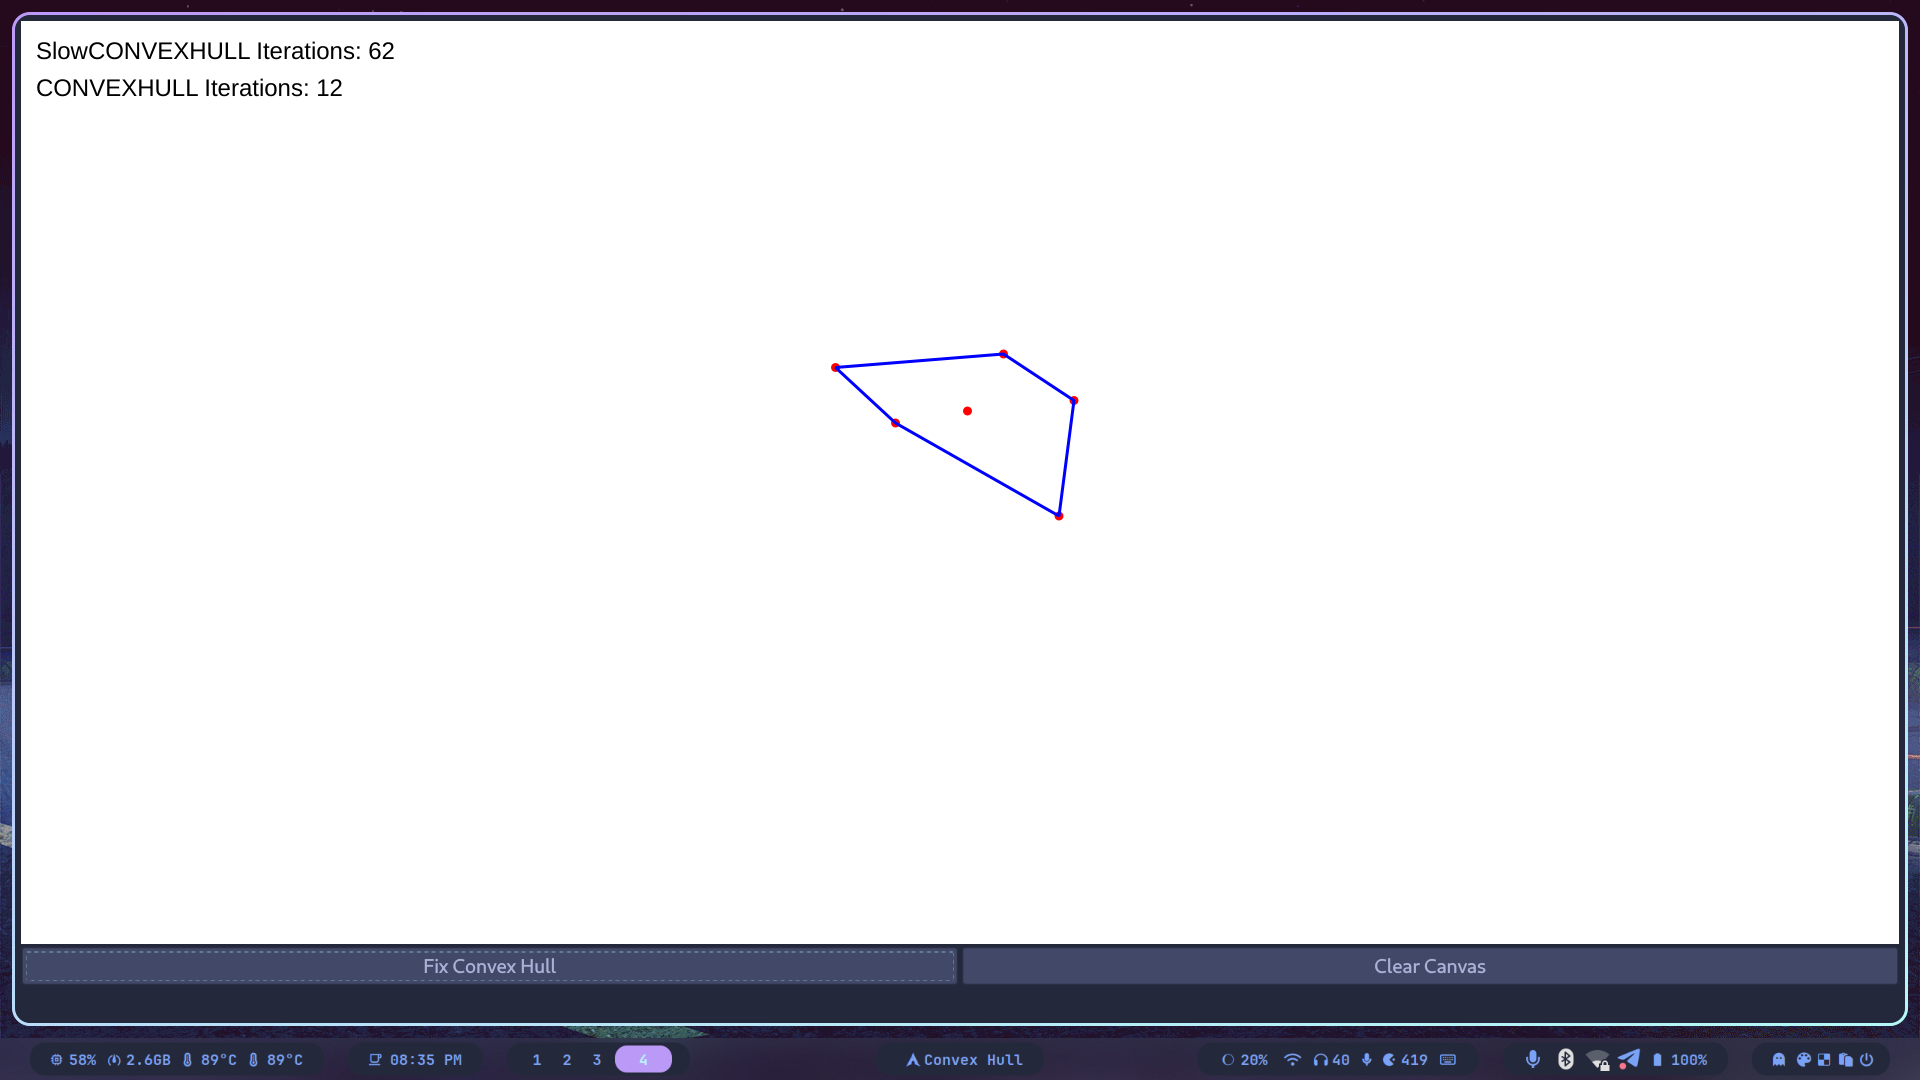 SlowCONVEXHULL Iterations: 62
CONVEXHULL Iterations: 12
Fix Convex Hull
Clear Canvas
58% 2.6GB 89°C 89°C 08:35 PM 1 2 3 4 Convex Hull 20% 40 419 100%